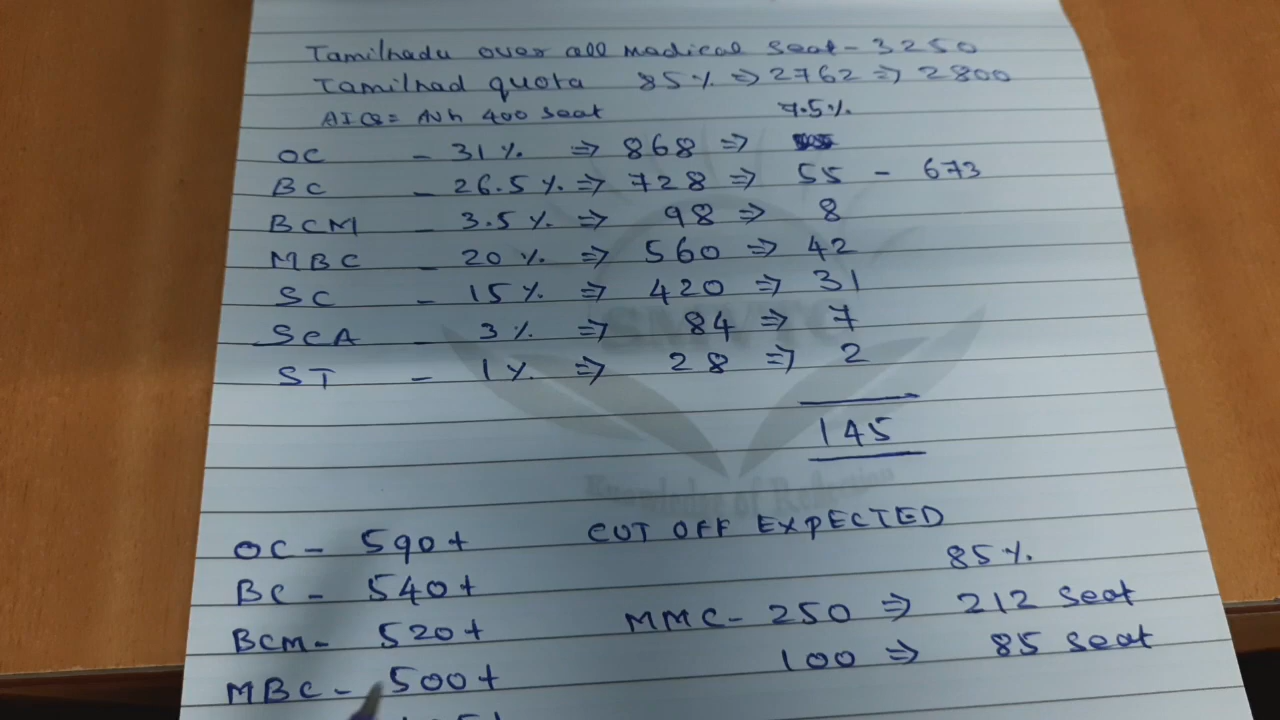 Tamilnadu over all medical seat - 3250
Tamilnad quota 85% ⇒ 2762 ⇒ 2800
AIQ = 400 seat 7.5%
OC - 31% ⇒ 868 ⇒
BC - 26.5% ⇒ 728 ⇒ 55 - 673
BCM - 3.5% ⇒ 98 ⇒ 8
MBC - 20% ⇒ 560 ⇒ 42
SC - 15% ⇒ 420 ⇒ 31
SCA - 3% ⇒ 84 ⇒ 7
ST - 1% ⇒ 28 ⇒ 2
145
CUT OFF EXPECTED
OC - 590+
BC - 540+
BCM - 520+
MBC - 500+
85%
MMC - 250 ⇒ 212 seat
100 ⇒ 85 seat